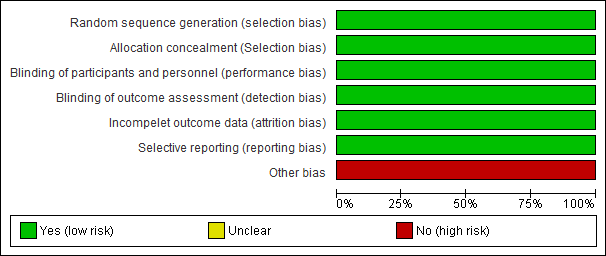 Random sequence generation (selection bias)
Allocation concealment (Selection bias)
Blinding of participants and personnel (performance bias)
Blinding of outcome assessment (detection bias)
Incompelet outcome data (attrition bias)
Selective reporting (reporting bias)
Other bias
0% 25% 50% 75% 100%
Yes (low risk) Unclear No (high risk)